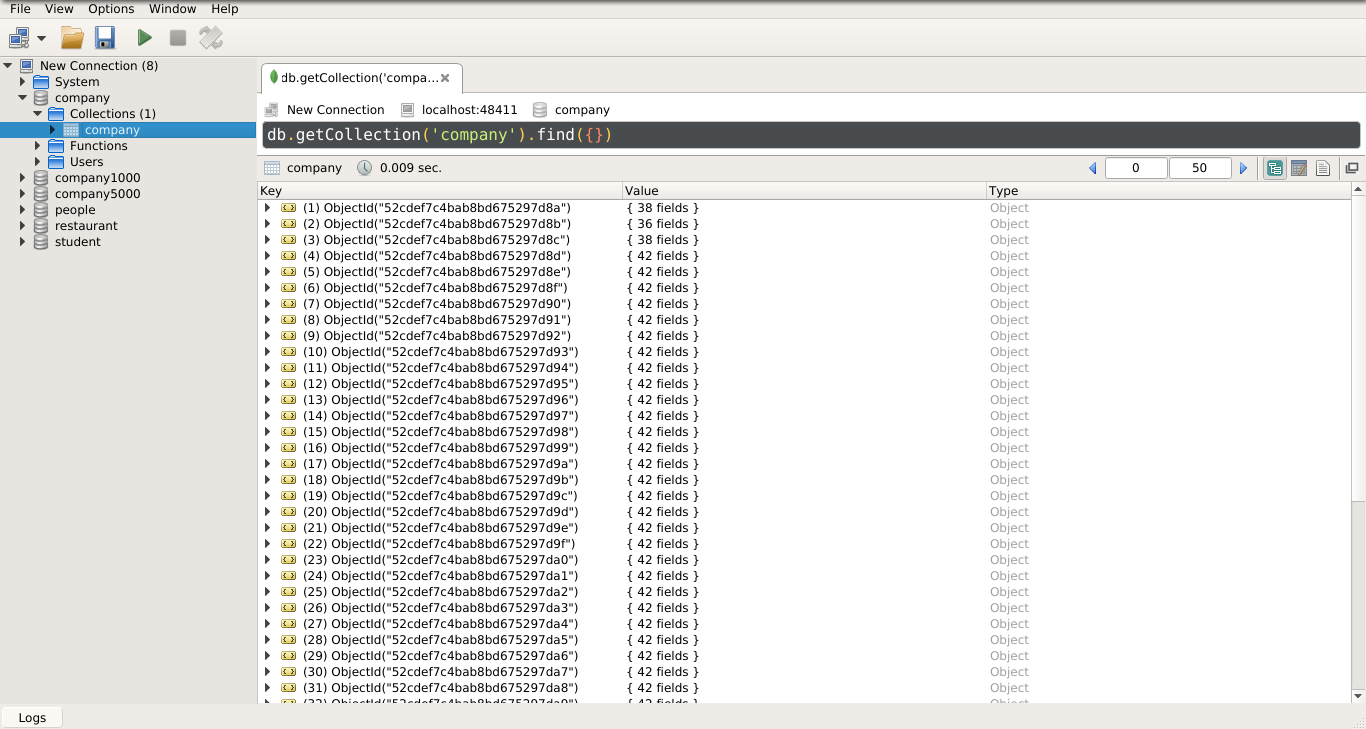 File View Options Window Help
New Connection (8)
System
company
Collections (1)
company
Functions
Users
company1000
company5000
people
restaurant
student
db.getCollection('compa...
New Connection localhost:48411 company
db.getCollection('company').find({})
company 0.009 sec. 0 50
Key Value Type
(1) ObjectId("52cdef7c4bab8bd675297d8a") { 38 fields } Object
(2) ObjectId("52cdef7c4bab8bd675297d8b") { 36 fields } Object
(3) ObjectId("52cdef7c4bab8bd675297d8c") { 38 fields } Object
(4) ObjectId("52cdef7c4bab8bd675297d8d") { 42 fields } Object
(5) ObjectId("52cdef7c4bab8bd675297d8e") { 42 fields } Object
(6) ObjectId("52cdef7c4bab8bd675297d8f") { 42 fields } Object
(7) ObjectId("52cdef7c4bab8bd675297d90") { 42 fields } Object
(8) ObjectId("52cdef7c4bab8bd675297d91") { 42 fields } Object
(9) ObjectId("52cdef7c4bab8bd675297d92") { 42 fields } Object
(10) ObjectId("52cdef7c4bab8bd675297d93") { 42 fields } Object
(11) ObjectId("52cdef7c4bab8bd675297d94") { 42 fields } Object
(12) ObjectId("52cdef7c4bab8bd675297d95") { 42 fields } Object
(13) ObjectId("52cdef7c4bab8bd675297d96") { 42 fields } Object
(14) ObjectId("52cdef7c4bab8bd675297d97") { 42 fields } Object
(15) ObjectId("52cdef7c4bab8bd675297d98") { 42 fields } Object
(16) ObjectId("52cdef7c4bab8bd675297d99") { 42 fields } Object
(17) ObjectId("52cdef7c4bab8bd675297d9a") { 42 fields } Object
(18) ObjectId("52cdef7c4bab8bd675297d9b") { 42 fields } Object
(19) ObjectId("52cdef7c4bab8bd675297d9c") { 42 fields } Object
(20) ObjectId("52cdef7c4bab8bd675297d9d") { 42 fields } Object
(21) ObjectId("52cdef7c4bab8bd675297d9e") { 42 fields } Object
(22) ObjectId("52cdef7c4bab8bd675297d9f") { 42 fields } Object
(23) ObjectId("52cdef7c4bab8bd675297da0") { 42 fields } Object
(24) ObjectId("52cdef7c4bab8bd675297da1") { 42 fields } Object
(25) ObjectId("52cdef7c4bab8bd675297da2") { 42 fields } Object
(26) ObjectId("52cdef7c4bab8bd675297da3") { 42 fields } Object
(27) ObjectId("52cdef7c4bab8bd675297da4") { 42 fields } Object
(28) ObjectId("52cdef7c4bab8bd675297da5") { 42 fields } Object
(29) ObjectId("52cdef7c4bab8bd675297da6") { 42 fields } Object
(30) ObjectId("52cdef7c4bab8bd675297da7") { 42 fields } Object
(31) ObjectId("52cdef7c4bab8bd675297da8") { 42 fields } Object
Logs